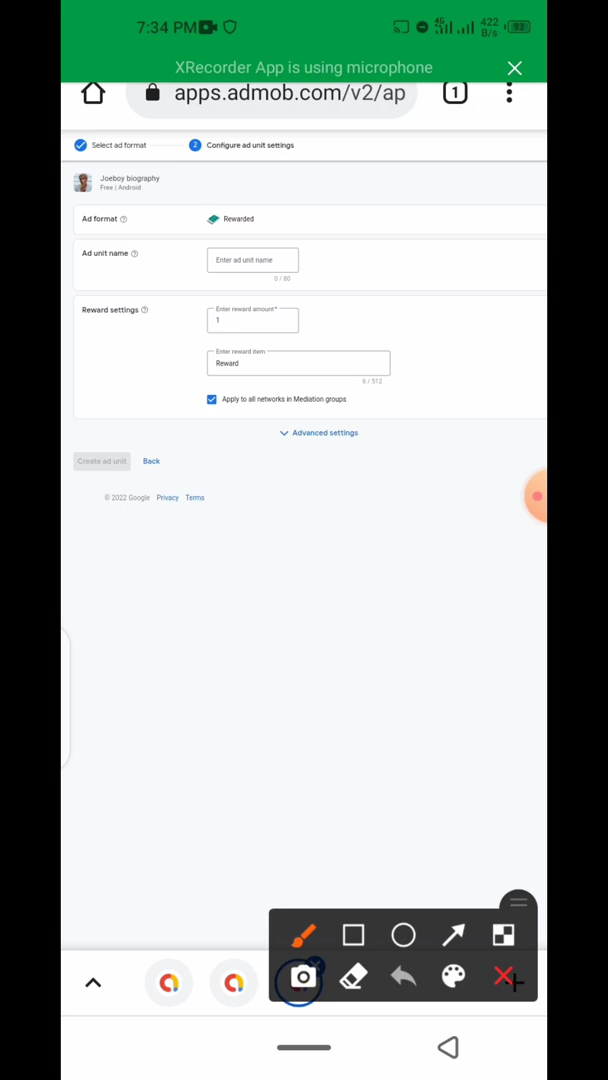 7:34 PM
4G
422
B/s
93
XRecorder App is using microphone
apps.admob.com/v2/ap
1
Select ad format
2
Configure ad unit settings
Joeboy biography
Free | Android
Ad format
Rewarded
Ad unit name
Enter ad unit name
0 / 80
Reward settings
Enter reward amount*
1
Enter reward item
Reward
6 / 512
Apply to all networks in Mediation groups
Advanced settings
Create ad unit
Back
© 2022 Google Privacy Terms